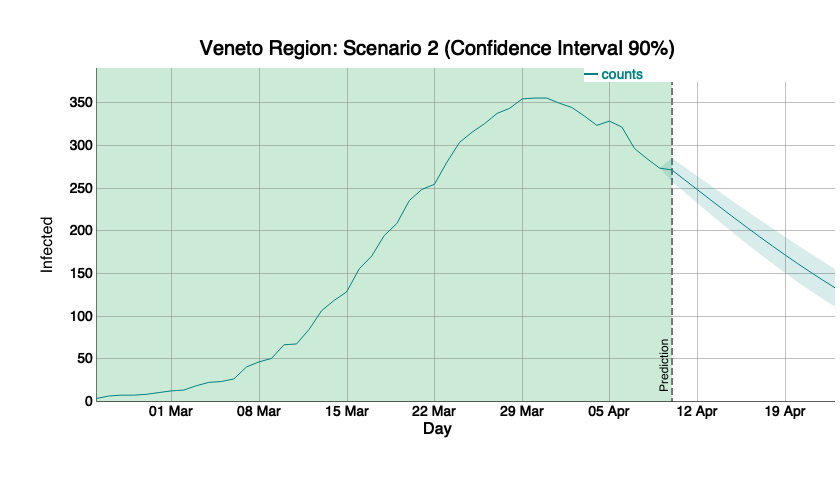 Veneto Region: Scenario 2 (Confidence Interval 90%)
counts
350
300
250
200
150
100
50
0
Infected
Prediction
01 Mar 08 Mar 15 Mar 22 Mar 29 Mar 05 Apr 12 Apr 19 Apr
Day